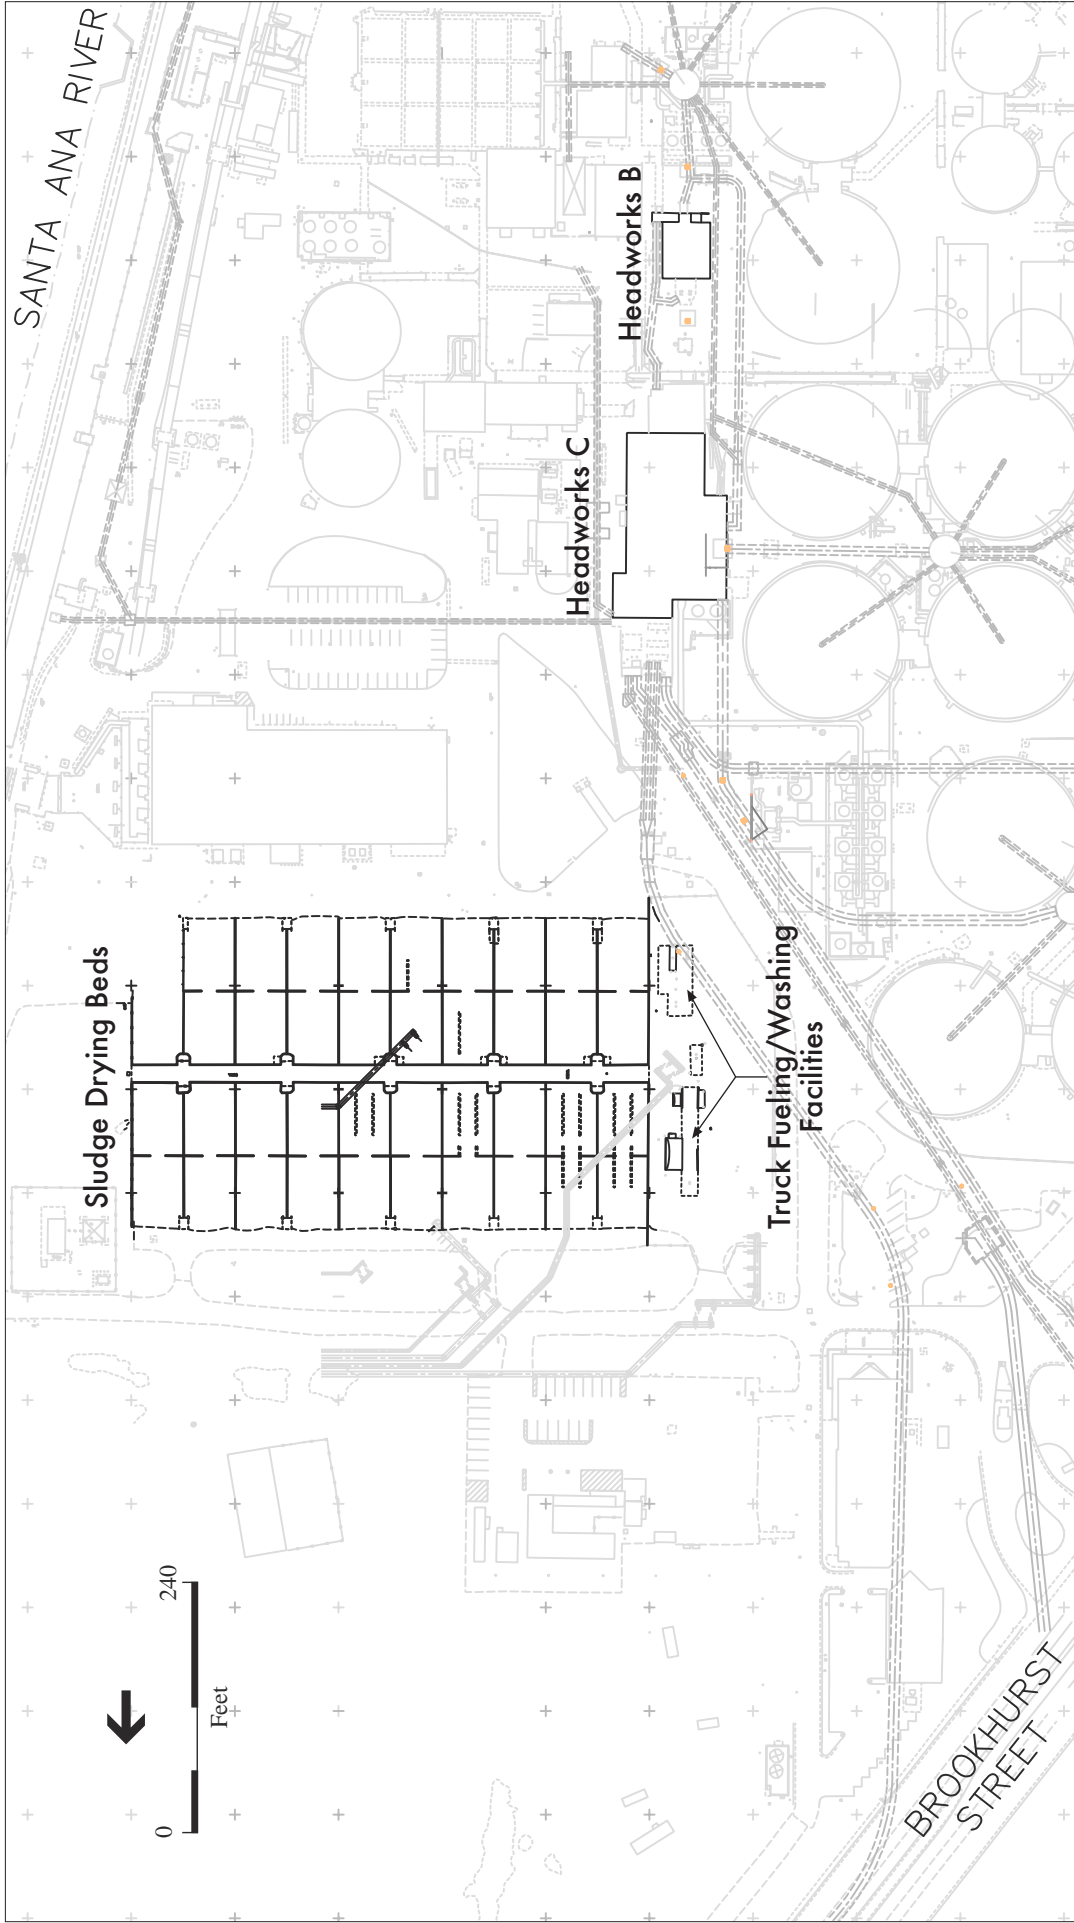 SANTA ANA RIVER
Headworks B
Headworks C
Sludge Drying Beds
Truck Fueling/Washing
Facilities
BROOKHURST
STREET
0
240
Feet